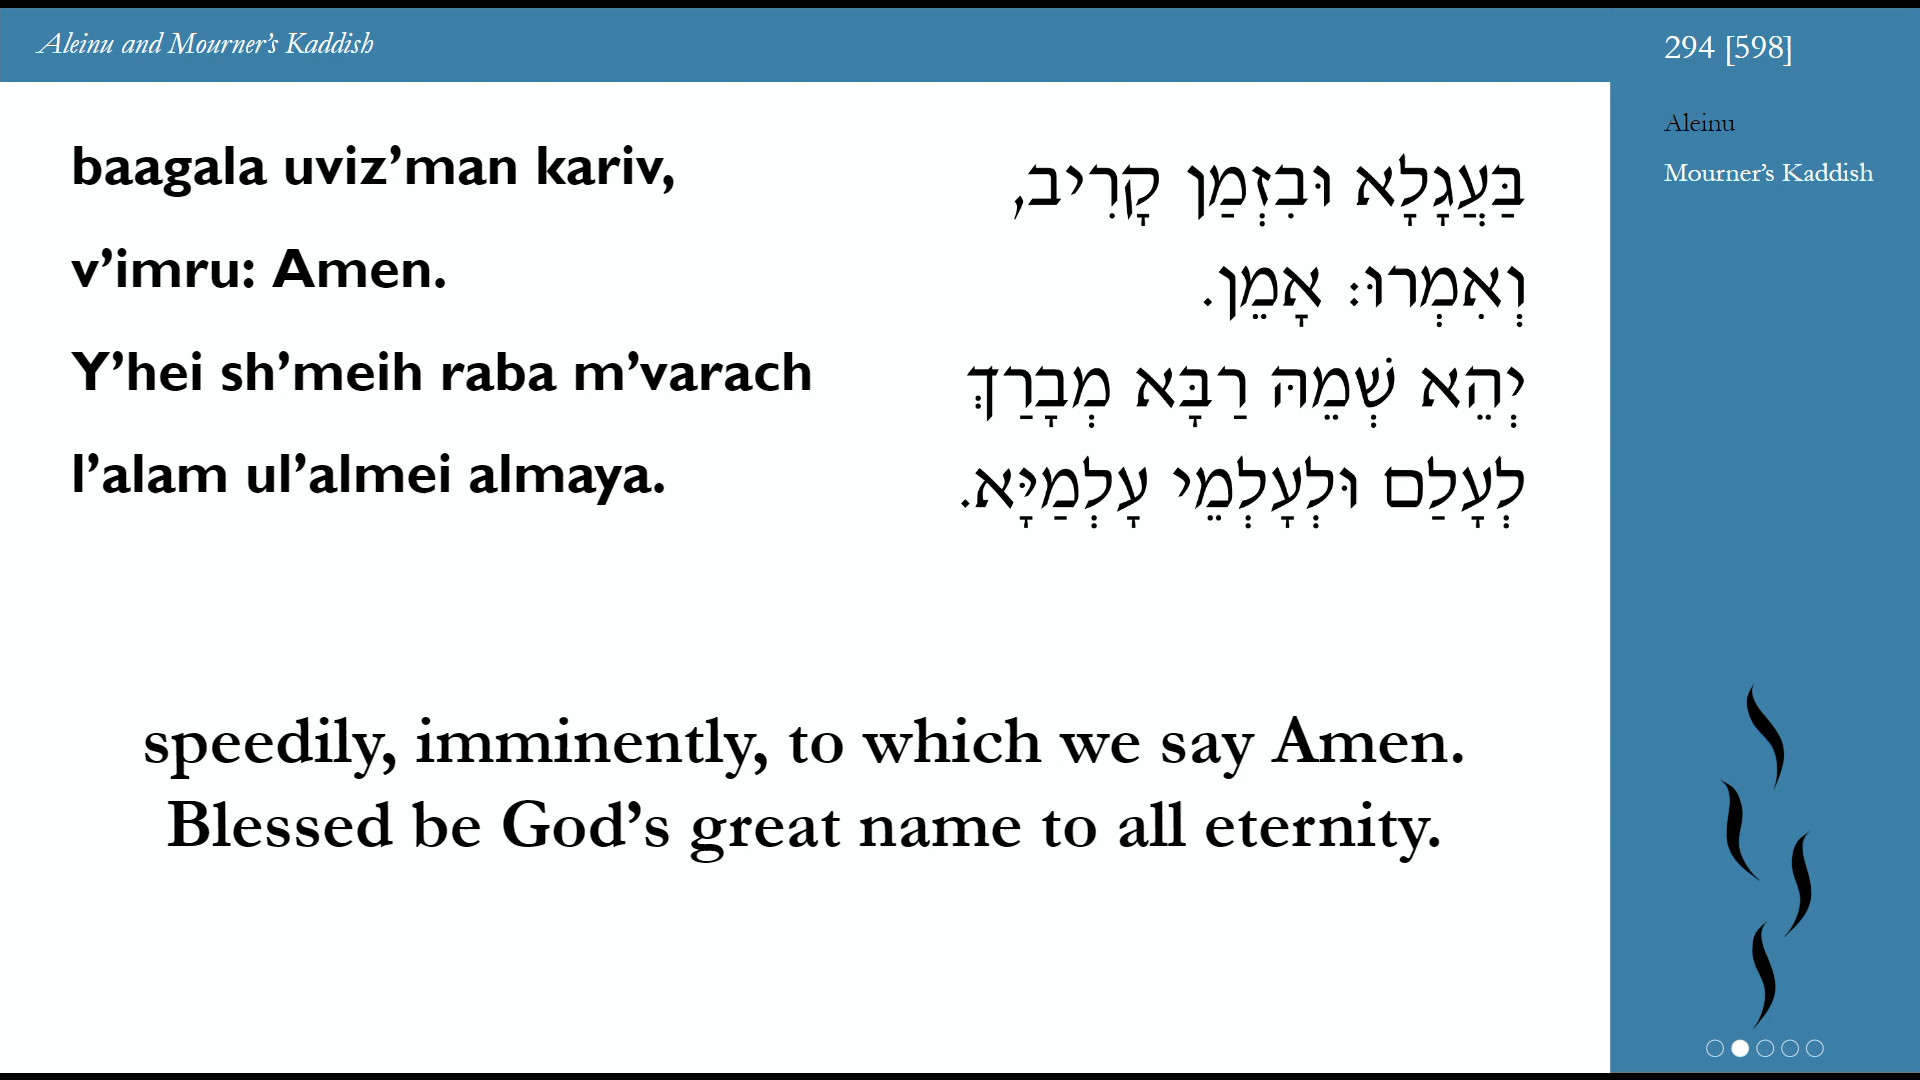 Aleinu and Mourner’s Kaddish
294 [598]
Aleinu
Mourner’s Kaddish
baagala uviz’man kariv,
v’imru: Amen.
Y’hei sh’meih raba m’varach
l’alam ul’almei almaya.
בַּעֲגָלָא וּבִזְמַן קָרִיב,
וְאִמְרוּ: אָמֵן.
יְהֵא שְׁמֵהּ רַבָּא מְבָרַךְ
לְעָלַם וּלְעָלְמֵי עָלְמַיָּא.
speedily, imminently, to which we say Amen.
Blessed be God’s great name to all eternity.